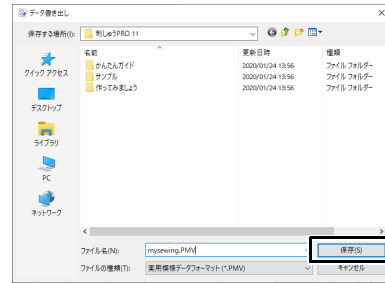 データ書き出し
保存する場所(I):
刺しゅうPRO 11
名前
更新日時
種類
かんたんガイド
2020/01/24 13:56
ファイル フォルダー
サンプル
2020/01/24 13:56
ファイル フォルダー
作ってみましょう
2020/01/24 13:56
ファイル フォルダー
クイック アクセス
デスクトップ
ライブラリ
PC
ネットワーク
ファイル名(N):
mysewing.PMV
保存(S)
ファイルの種類(T):
実用模様データフォーマット (*.PMV)
キャンセル